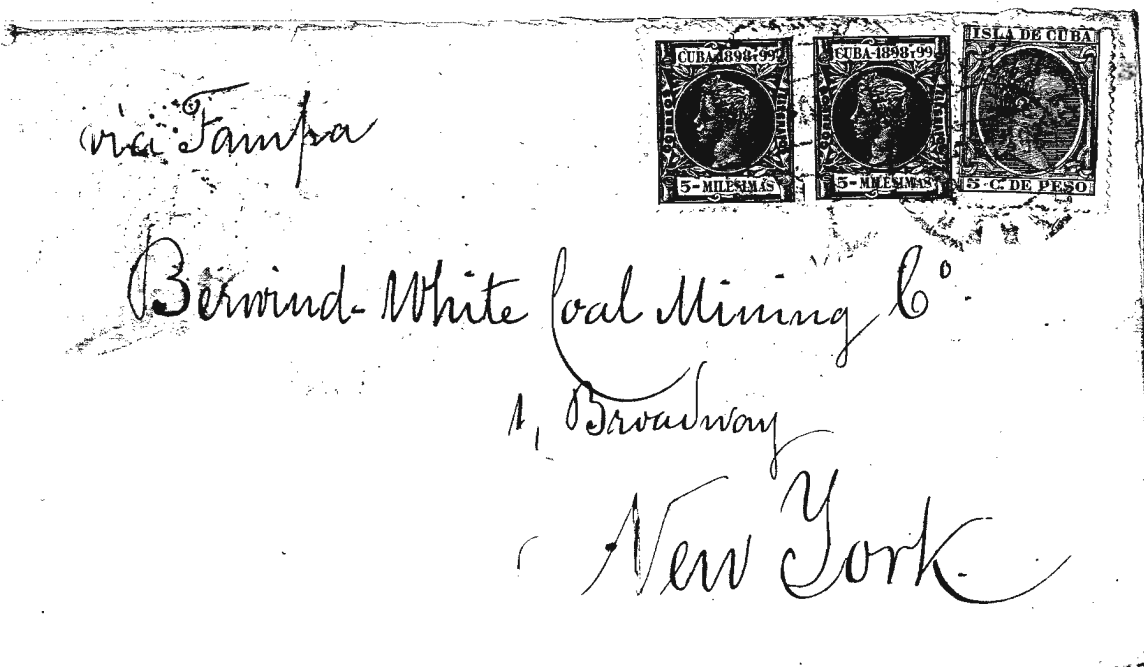 CUBA-1898 Y 99
CORREOS
5 - MILESIMAS
CUBA-1898 Y 99
5 - MILESIMAS
ISLA DE CUBA
5 · C. DE PESO
via Tampa
Berwind-White Coal Mining Cº.
1, Broadway
New York.